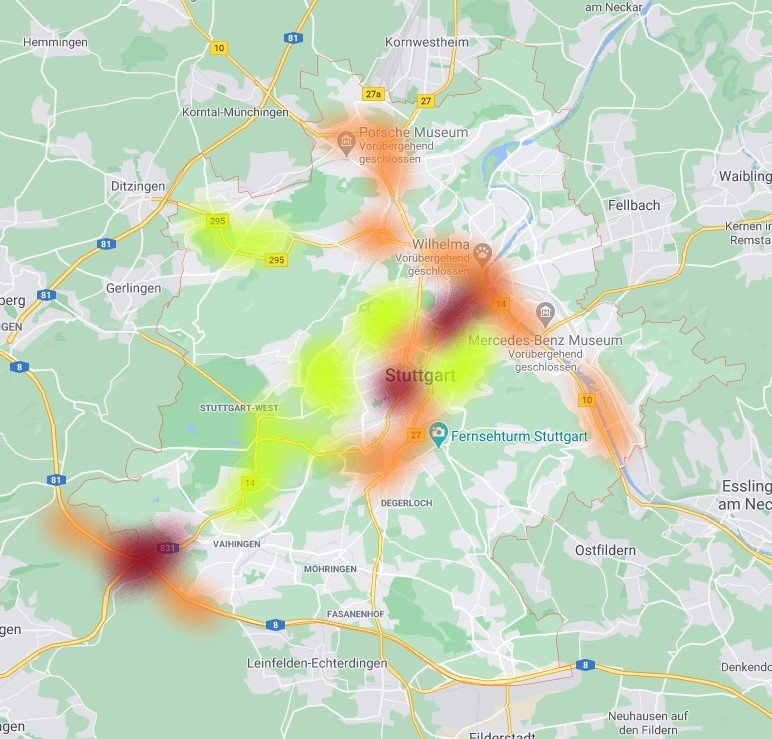 am Neckar
Hemmingen
81
10
Kornwestheim
27a
27
Korntal-Münchingen
Porsche Museum
Vorübergehend
geschlossen
Ditzingen
Waibling
Fellbach
295
81
295
Wilhelma
Vorübergehend
geschlossen
Kernen in
Remsta
Gerlingen
81
berg
14
GEN
Mercedes-Benz Museum
Vorübergehend
geschlossen
8
Stuttgart
STUTTGART-WEST
10
27
Fernsehturm Stuttgart
81
14
Essling
am Nec
DEGERLOCH
831
VAIHINGEN
Ostfildern
MÖHRINGEN
FASANENHOF
8
gen
Leinfelden-Echterdingen
8
Denkendo
Neuhausen auf
den Fildern
ngen
Filderstadt